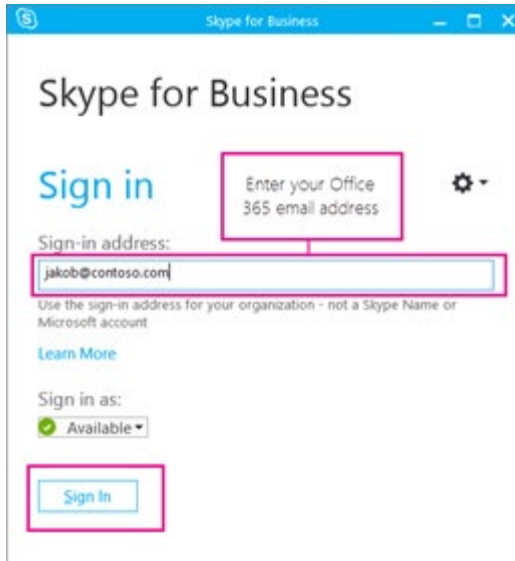 Skype for Business
Skype for Business
Sign in
Enter your Office
365 email address
Sign-in address:
jakob@contoso.com
Use the sign-in address for your organization - not a Skype Name or
Microsoft account
Learn More
Sign in as:
Available
Sign In